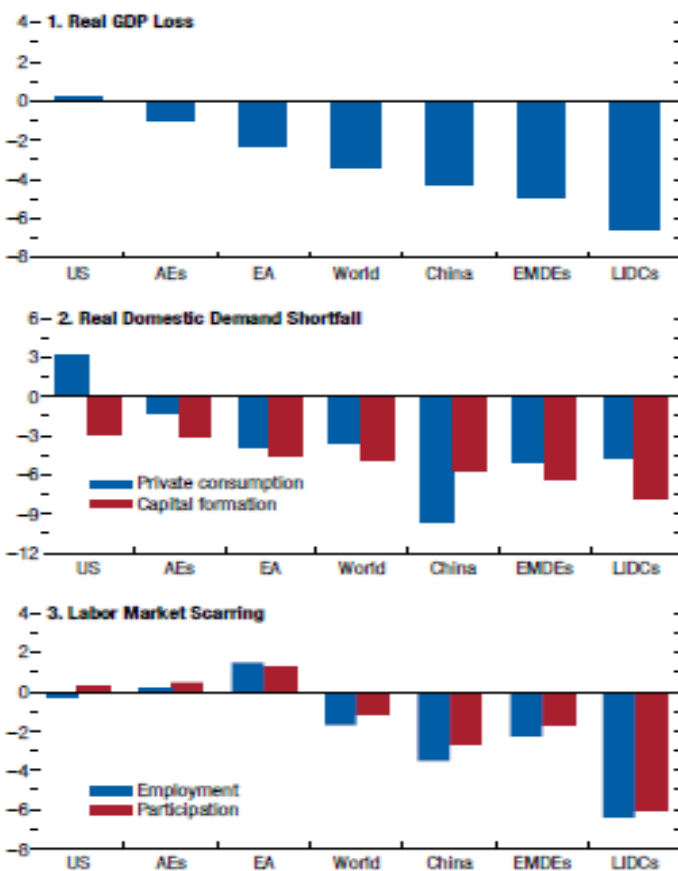 1. Real GDP Loss
4
2
0
–2
–4
–6
–8
US AEs EA World China EMDEs LIDCs
2. Real Domestic Demand Shortfall
6
3
0
–3
–6
–9
–12
Private consumption
Capital formation
US AEs EA World China EMDEs LIDCs
3. Labor Market Scarring
4
2
0
–2
–4
–6
–8
Employment
Participation
US AEs EA World China EMDEs LIDCs